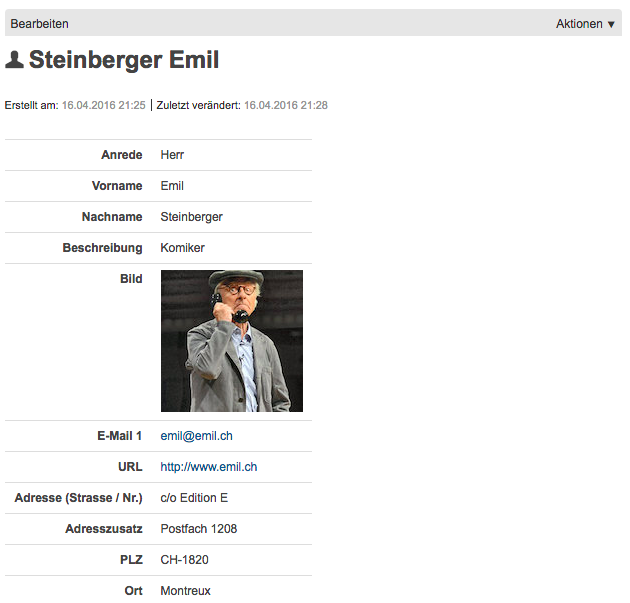 Bearbeiten Aktionen ▼
Steinberger Emil
Erstellt am: 16.04.2016 21:25 | Zuletzt verändert: 16.04.2016 21:28
Anrede Herr
Vorname Emil
Nachname Steinberger
Beschreibung Komiker
Bild
E-Mail 1 emil@emil.ch
URL http://www.emil.ch
Adresse (Strasse / Nr.) c/o Edition E
Adresszusatz Postfach 1208
PLZ CH-1820
Ort Montreux